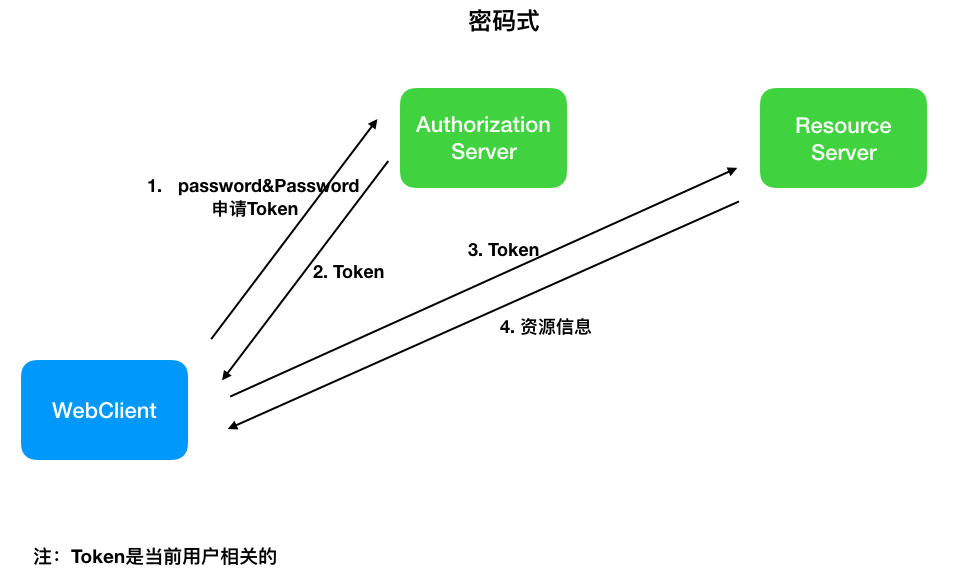 密码式
Authorization
Server
Resource
Server
1. password&Password
申请Token
2. Token
3. Token
4. 资源信息
WebClient
注：Token是当前用户相关的